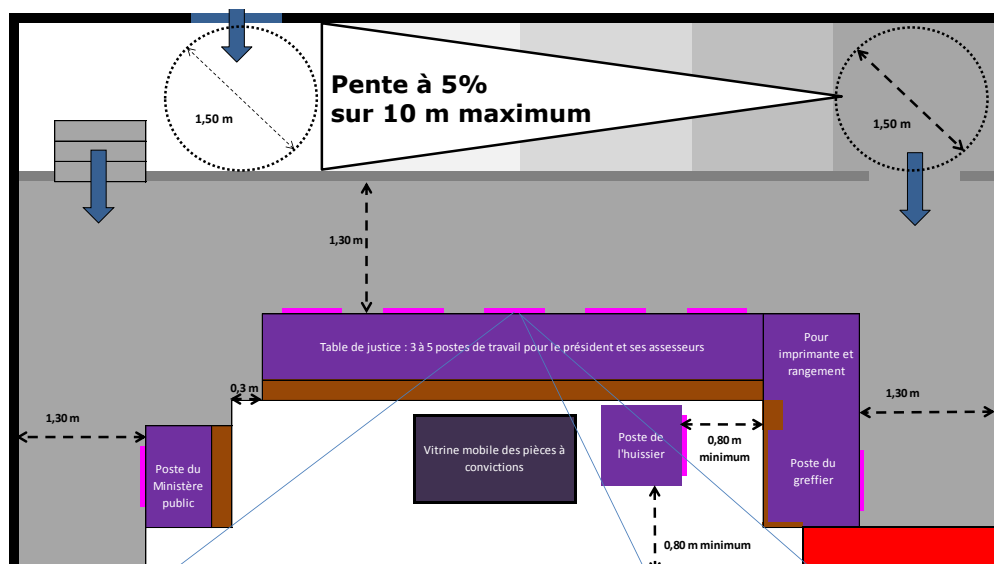 Pente à 5%
sur 10 m maximum
1,50 m
1,50 m
1,30 m
Table de justice : 3 à 5 postes de travail pour le président et ses assesseurs
Pour
imprimante et
rangement
0,3 m
1,30 m
1,30 m
Vitrine mobile des pièces à
convictions
Poste de
l'huissier
0,80 m
minimum
Poste du
Ministère
public
Poste du
greffier
0,80 m minimum